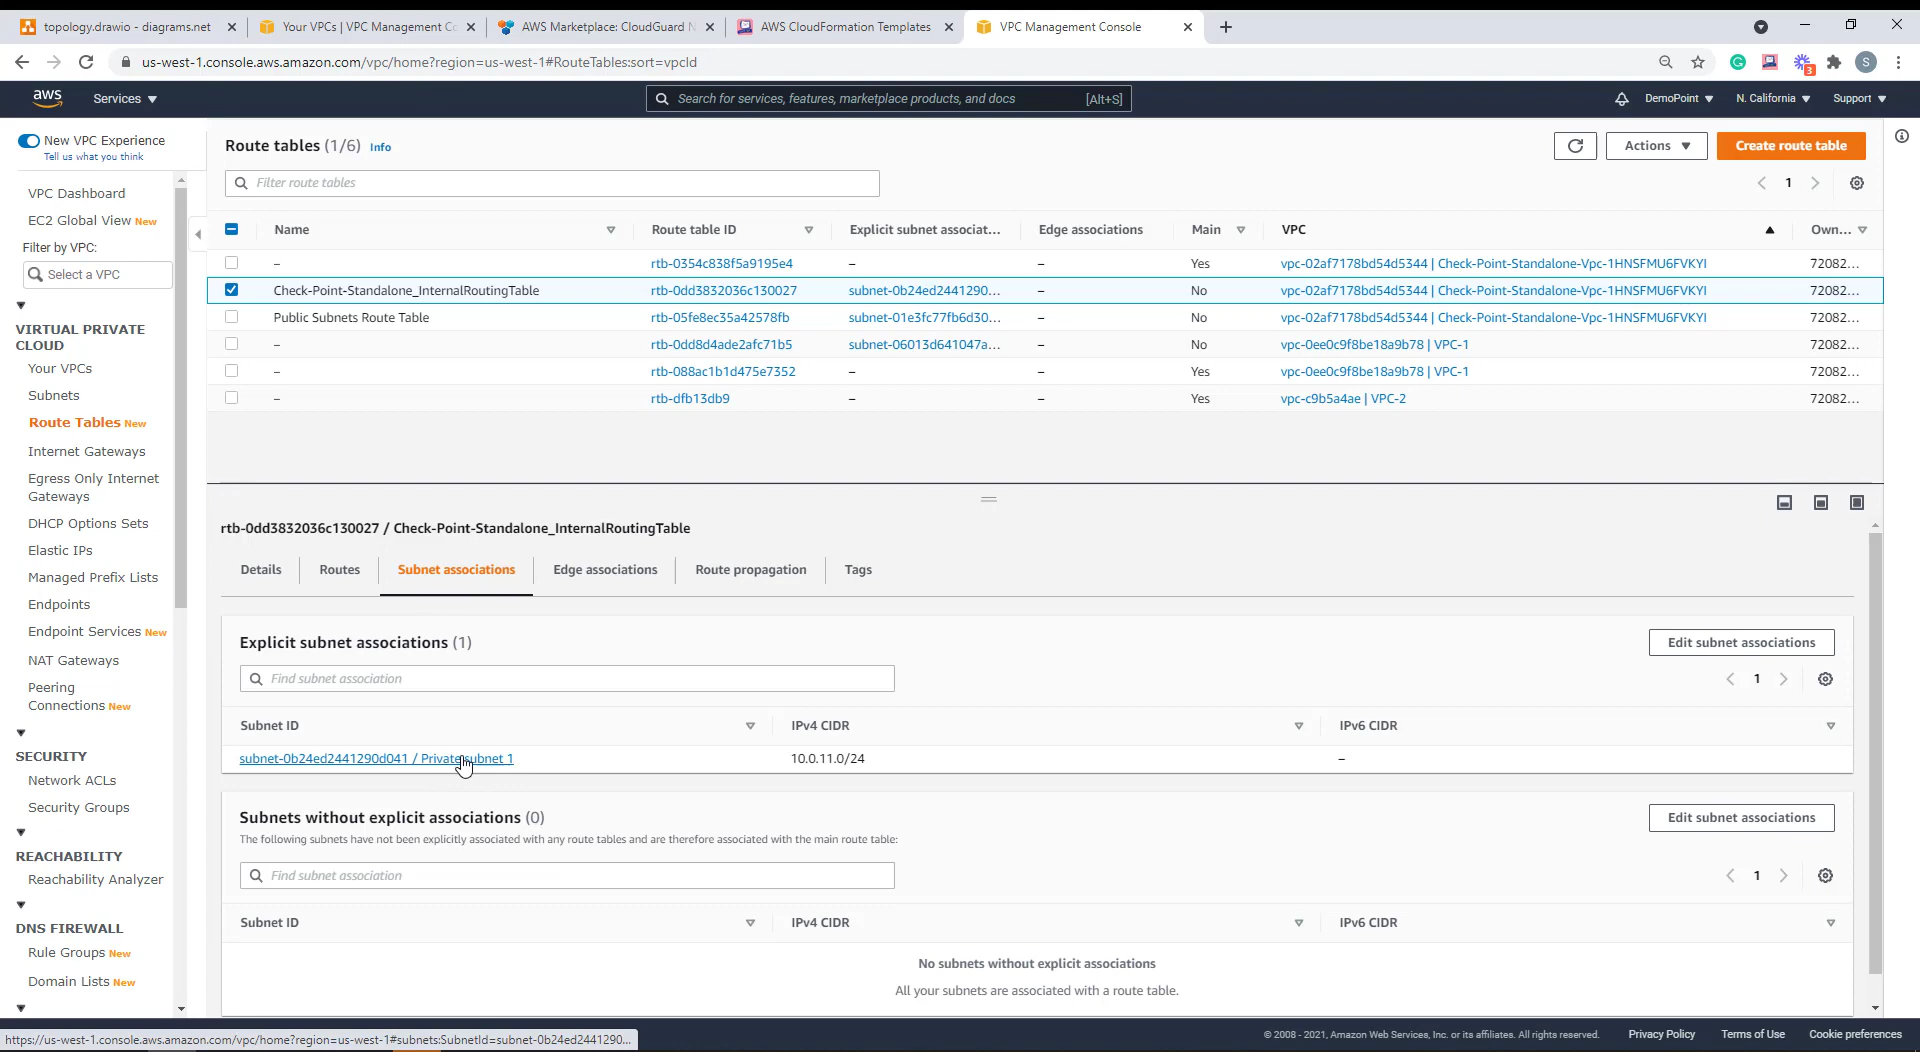 topology.drawio - diagrams.net
Your VPCs | VPC Management Co
AWS Marketplace: CloudGuard N
AWS CloudFormation Templates
VPC Management Console
us-west-1.console.aws.amazon.com/vpc/home?region=us-west-1#RouteTables:sort=vpcId
3
S
aws
Services ▼
Search for services, features, marketplace products, and docs [Alt+S]
DemoPoint ▼
N. California ▼
Support ▼
New VPC Experience
Tell us what you think
VPC Dashboard
EC2 Global View New
Filter by VPC:
Select a VPC
VIRTUAL PRIVATE
CLOUD
Your VPCs
Subnets
Route Tables New
Internet Gateways
Egress Only Internet
Gateways
DHCP Options Sets
Elastic IPs
Managed Prefix Lists
Endpoints
Endpoint Services New
NAT Gateways
Peering
Connections New
SECURITY
Network ACLs
Security Groups
REACHABILITY
Reachability Analyzer
DNS FIREWALL
Rule Groups New
Domain Lists New
Route tables (1/6) Info
Actions ▼
Create route table
Filter route tables
1
Name Route table ID Explicit subnet associat... Edge associations Main VPC Own...
– rtb-0354c838f5a9195e4 – – Yes vpc-02af7178bd54d5344 | Check-Point-Standalone-Vpc-1HNSFMU6FVKYI 72082...
Check-Point-Standalone_InternalRoutingTable rtb-0dd3832036c130027 subnet-0b24ed2441290... – No vpc-02af7178bd54d5344 | Check-Point-Standalone-Vpc-1HNSFMU6FVKYI 72082...
Public Subnets Route Table rtb-05fe8ec35a42578fb subnet-01e3fc77fb6d30... – No vpc-02af7178bd54d5344 | Check-Point-Standalone-Vpc-1HNSFMU6FVKYI 72082...
– rtb-0dd8d4ade2afc71b5 subnet-06013d641047a... – No vpc-0ee0c9f8be18a9b78 | VPC-1 72082...
– rtb-088ac1b1d475e7352 – – Yes vpc-0ee0c9f8be18a9b78 | VPC-1 72082...
– rtb-dfb13db9 – – Yes vpc-c9b5a4ae | VPC-2 72082...
rtb-0dd3832036c130027 / Check-Point-Standalone_InternalRoutingTable
Details
Routes
Subnet associations
Edge associations
Route propagation
Tags
Explicit subnet associations (1)
Edit subnet associations
Find subnet association
1
Subnet ID IPv4 CIDR IPv6 CIDR
subnet-0b24ed2441290d041 / Private subnet 1 10.0.11.0/24 –
Subnets without explicit associations (0)
Edit subnet associations
The following subnets have not been explicitly associated with any route tables and are therefore associated with the main route table:
Find subnet association
1
Subnet ID IPv4 CIDR IPv6 CIDR
No subnets without explicit associations
All your subnets are associated with a route table.
https://us-west-1.console.aws.amazon.com/vpc/home?region=us-west-1#subnets:SubnetId=subnet-0b24ed2441290...
© 2008 - 2021, Amazon Web Services, Inc. or its affiliates. All rights reserved.
Privacy Policy
Terms of Use
Cookie preferences